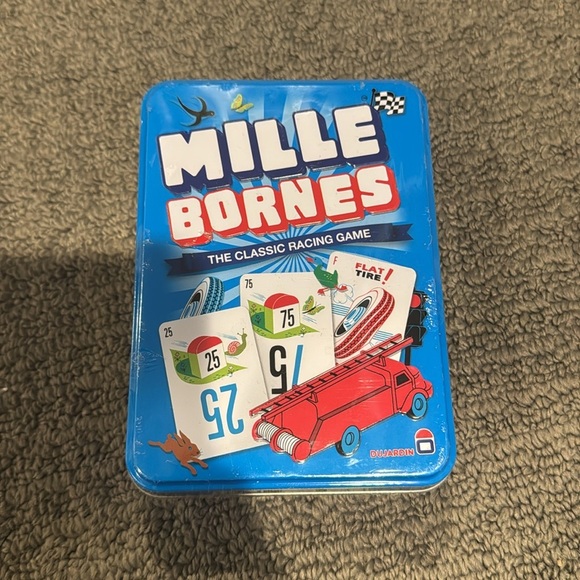 MILLE
BORNES
THE CLASSIC RACING GAME
F
FLAT
TIRE!
75
75
75
25
25
25
DUJARDIN